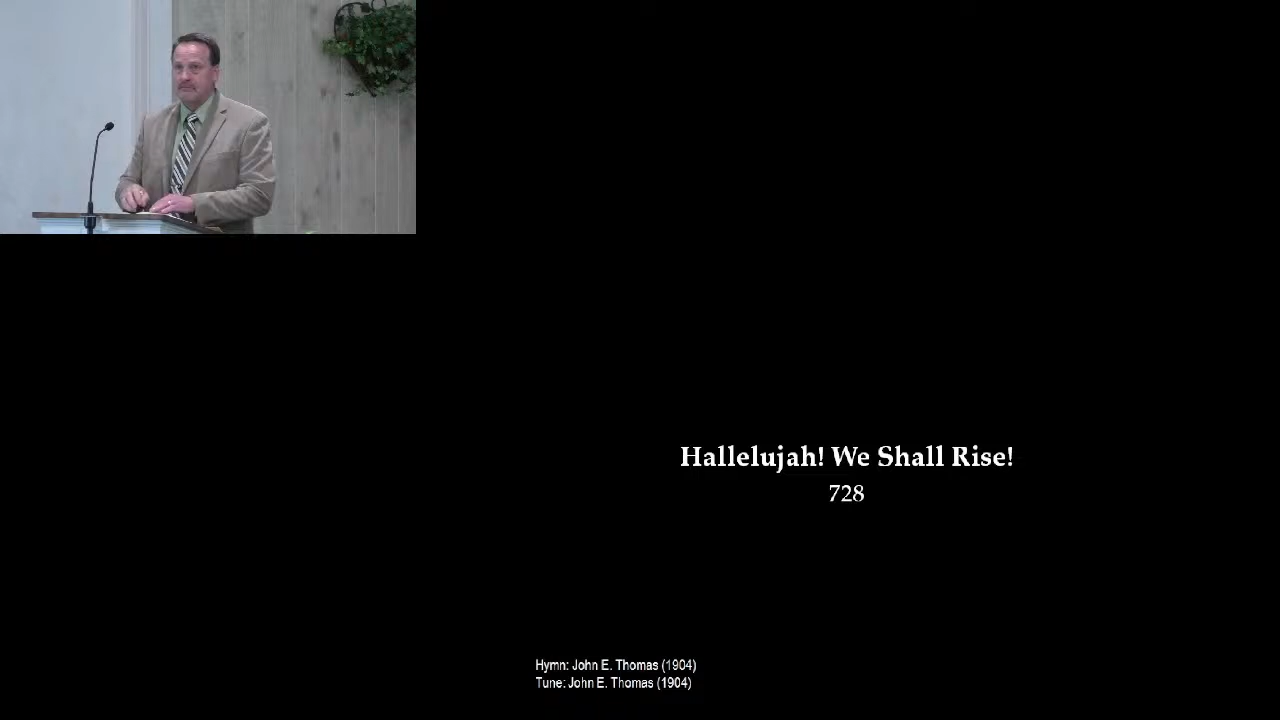 Hallelujah! We Shall Rise!
728
Hymn: John E. Thomas (1904)
Tune: John E. Thomas (1904)